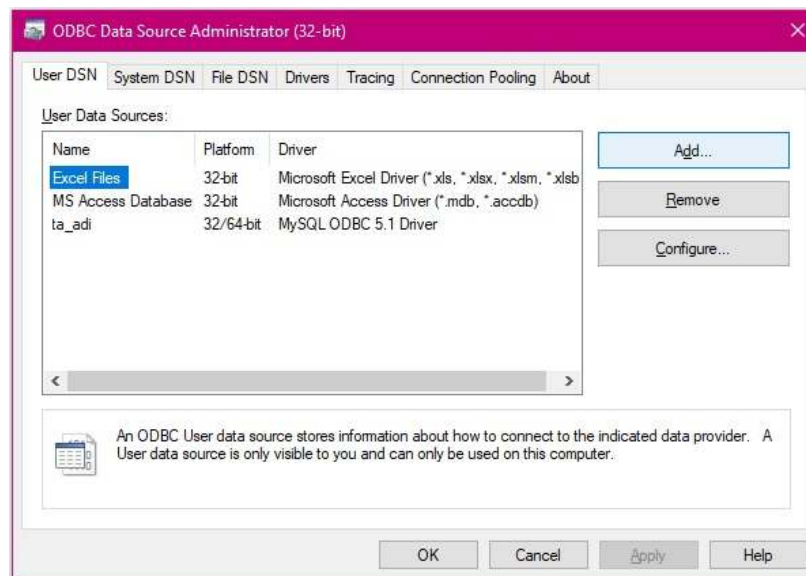 ODBC Data Source Administrator (32-bit)
User DSN System DSN File DSN Drivers Tracing Connection Pooling About
User Data Sources:
Name Platform Driver
Excel Files 32-bit Microsoft Excel Driver (*.xls, *.xlsx, *.xlsm, *.xlsb
MS Access Database 32-bit Microsoft Access Driver (*.mdb, *.accdb)
ta_adi 32/64-bit MySQL ODBC 5.1 Driver
Add...
Remove
Configure...
An ODBC User data source stores information about how to connect to the indicated data provider. A
User data source is only visible to you and can only be used on this computer.
OK Cancel Apply Help